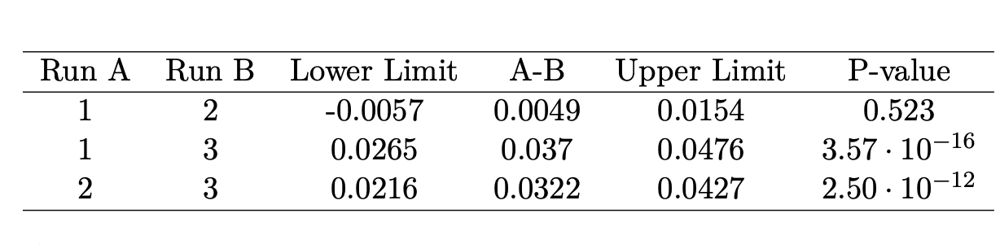 Run A Run B Lower Limit A-B Upper Limit P-value
1 2 -0.0057 0.0049 0.0154 0.523
1 3 0.0265 0.037 0.0476 3.57 · 10⁻¹⁶
2 3 0.0216 0.0322 0.0427 2.50 · 10⁻¹²